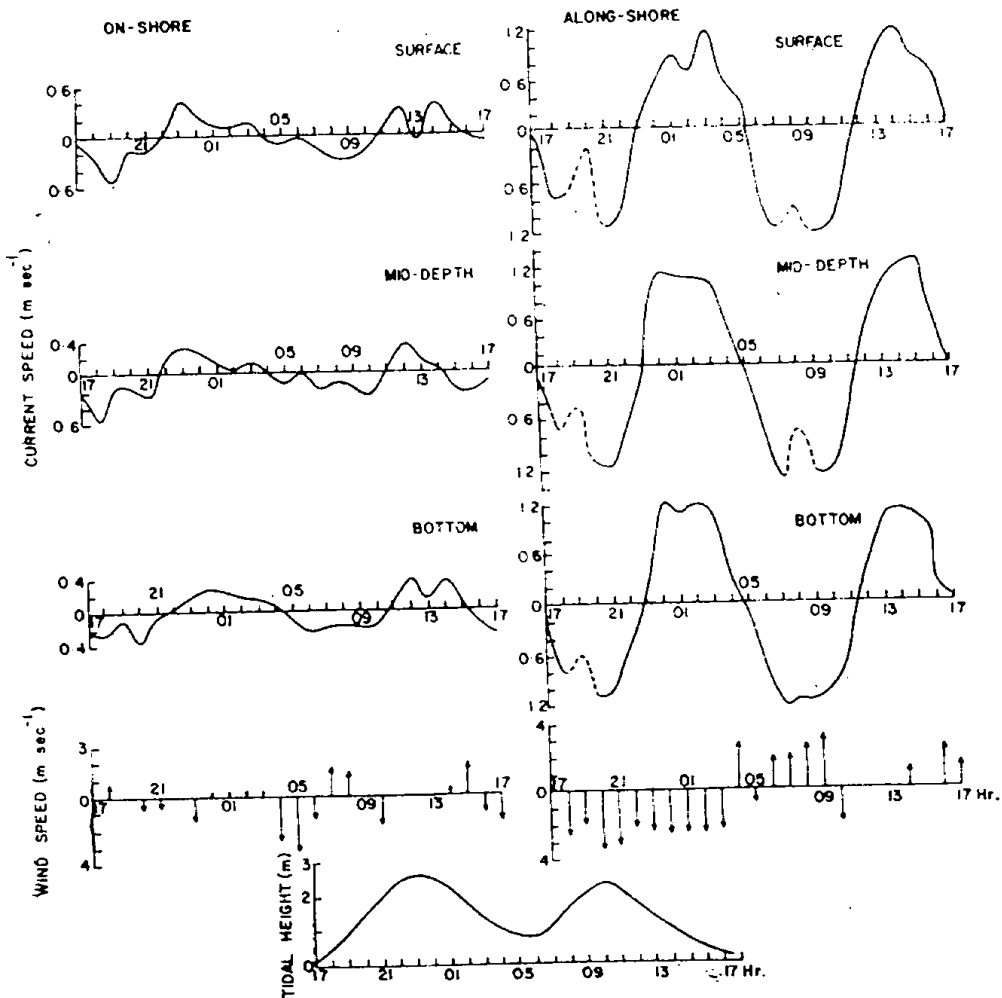 ON-SHORE
SURFACE
0.6
0
0.6
21 01 05 09 13 17
MID-DEPTH
0.4
0
0.6
17 21 01 05 09 13 17
BOTTOM
0.4
0
0.4
17 21 01 05 09 13 17
CURRENT SPEED (m sec⁻¹)
3
0
4
17 21 01 05 09 13 17
WIND SPEED (m sec⁻¹)
ALONG-SHORE
SURFACE
1.2
0.6
0
0.6
1.2
17 21 01 05 09 13 17
MID-DEPTH
1.2
0.6
0
0.6
1.2
17 21 01 05 09 13 17
BOTTOM
1.2
0.6
0
0.6
1.2
17 21 01 05 09 13 17
4
0
4
17 21 01 05 09 13 17 Hr.
TIDAL HEIGHT (m)
3
2
0
17 21 01 05 09 13 17 Hr.